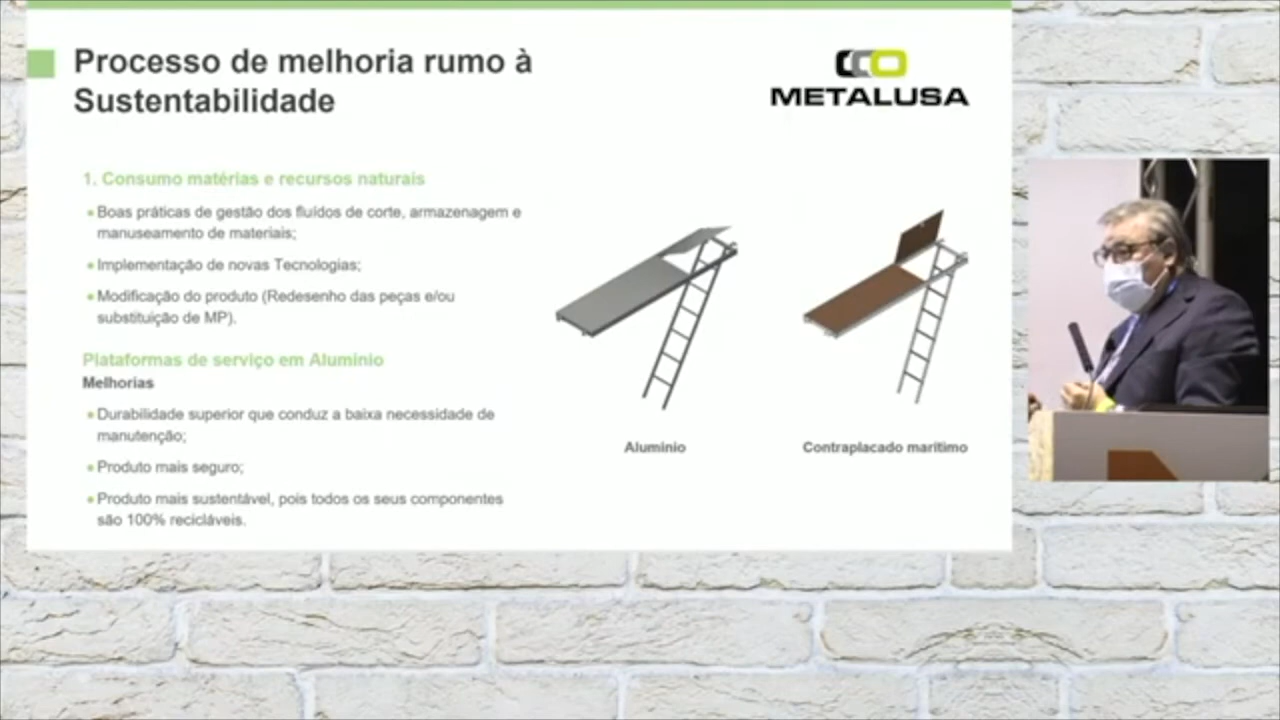 Processo de melhoria rumo à
Sustentabilidade
METALUSA
1. Consumo matérias e recursos naturais
Boas práticas de gestão dos fluídos de corte, armazenagem e
manuseamento de materiais;
Implementação de novas Tecnologias;
Modificação do produto (Redesenho das peças e/ou
substituição de MP).
Plataformas de serviço em Alumínio
Melhorias
Durabilidade superior que conduz a baixa necessidade de
manutenção;
Produto mais seguro;
Produto mais sustentável, pois todos os seus componentes
são 100% recicláveis.
Alumínio
Contraplacado marítimo